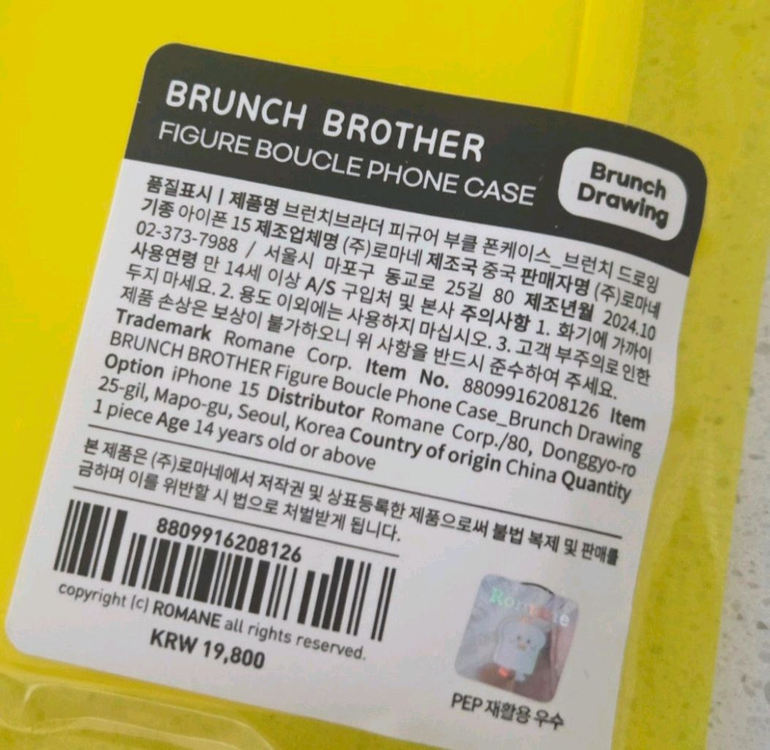 BRUNCH BROTHER
FIGURE BOUCLE PHONE CASE
Brunch
Drawing
품질표시 | 제품명 브런치브라더 피규어 부클 폰케이스_브런치 드로잉
기종 아이폰 15 제조업체명 (주)로마네 제조국 중국 판매자명 (주)로마네
02-373-7988 / 서울시 마포구 동교로 25길 80 제조년월 2024.10
사용연령 만 14세 이상 A/S 구입처 및 본사 주의사항 1. 화기에 가까이
두지 마세요. 2. 용도 이외에는 사용하지 마십시오. 3. 고객 부주의로 인한
제품 손상은 보상이 불가하오니 위 사항을 반드시 준수하여 주세요.
Trademark Romane Corp. Item No. 8809916208126 Item
BRUNCH BROTHER Figure Boucle Phone Case_Brunch Drawing
Option iPhone 15 Distributor Romane Corp./80, Donggyo-ro
25-gil, Mapo-gu, Seoul, Korea Country of origin China Quantity
1 piece Age 14 years old or above
본 제품은 (주)로마네에서 저작권 및 상표등록한 제품으로써 불법 복제 및 판매를
금하며 이를 위반할 시 법으로 처벌받게 됩니다.
8809916208126
copyright (c) ROMANE all rights reserved.
KRW 19,800
Romane
PEP 재활용 우수